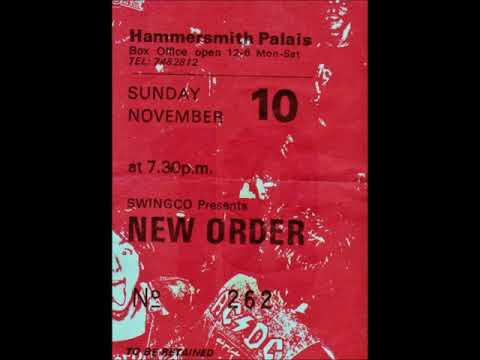 Hammersmith Palais
Box Office open 12-6 Mon-Sat
TEL: 7482812
SUNDAY
NOVEMBER 10
at 7.30p.m.
SWINGCO Presents
NEW ORDER
No 262
AC DC
TO BE RETAINED